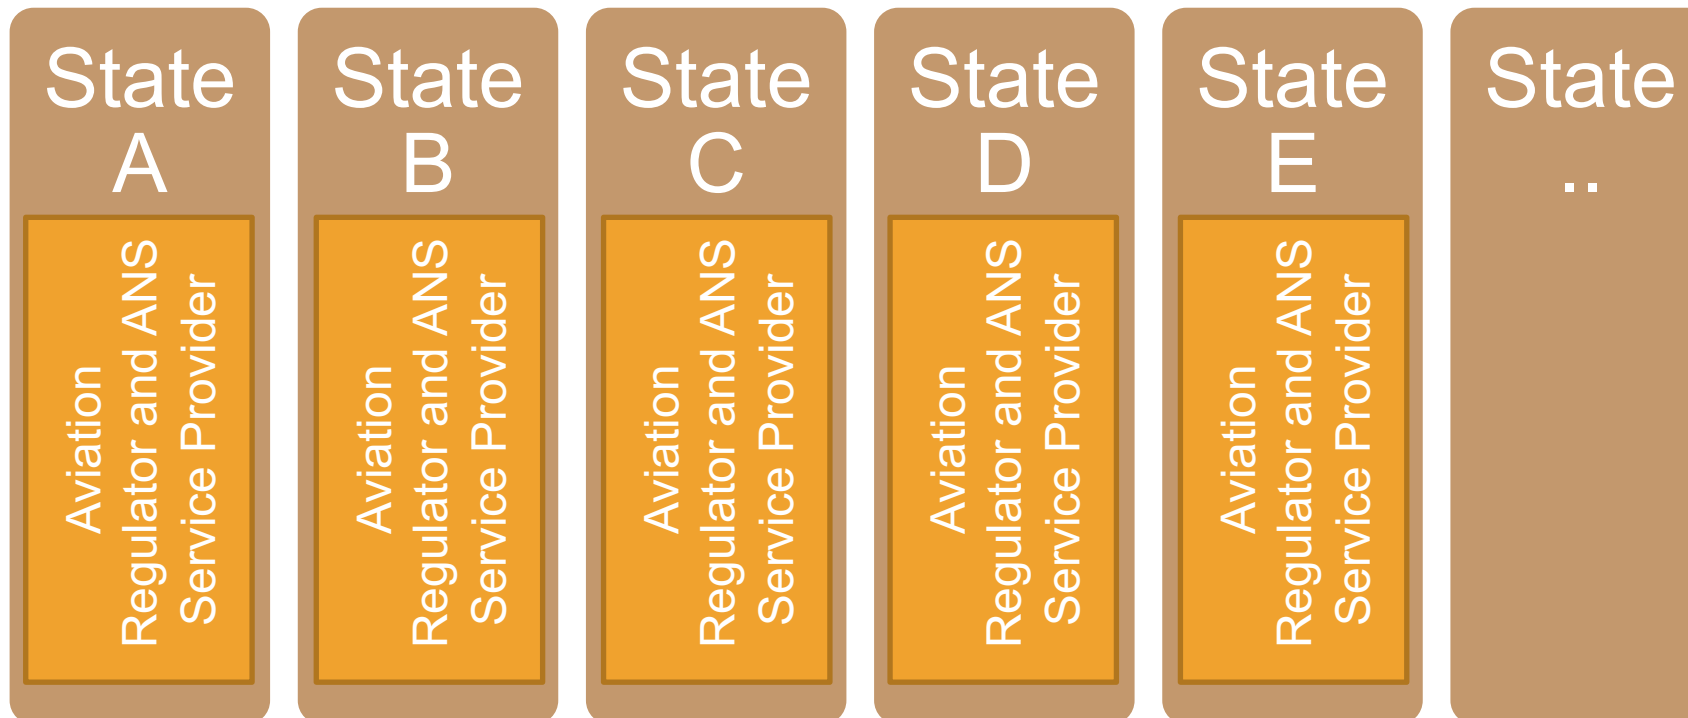 State
A
Aviation
Regulator and ANS
Service Provider
State
B
Aviation
Regulator and ANS
Service Provider
State
C
Aviation
Regulator and ANS
Service Provider
State
D
Aviation
Regulator and ANS
Service Provider
State
E
Aviation
Regulator and ANS
Service Provider
State
..